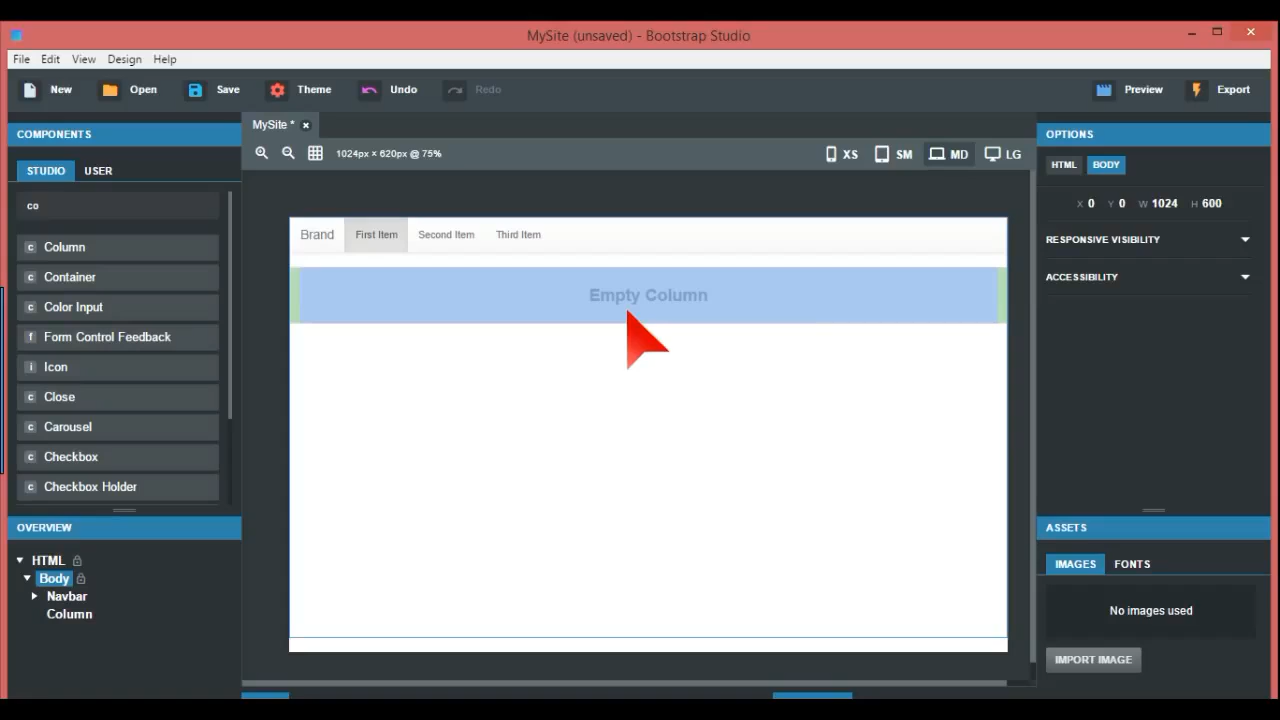 MySite (unsaved) - Bootstrap Studio
File Edit View Design Help
New Open Save Theme Undo Redo Preview Export
COMPONENTS
STUDIO USER
co
c Column
c Container
c Color Input
f Form Control Feedback
i Icon
c Close
c Carousel
c Checkbox
c Checkbox Holder
OVERVIEW
HTML
Body
Navbar
Column
MySite *
1024px × 620px @ 75%
XS SM MD LG
Brand First Item Second Item Third Item
Empty Column
OPTIONS
HTML BODY
X 0 Y 0 W 1024 H 600
RESPONSIVE VISIBILITY
ACCESSIBILITY
ASSETS
IMAGES FONTS
No images used
IMPORT IMAGE